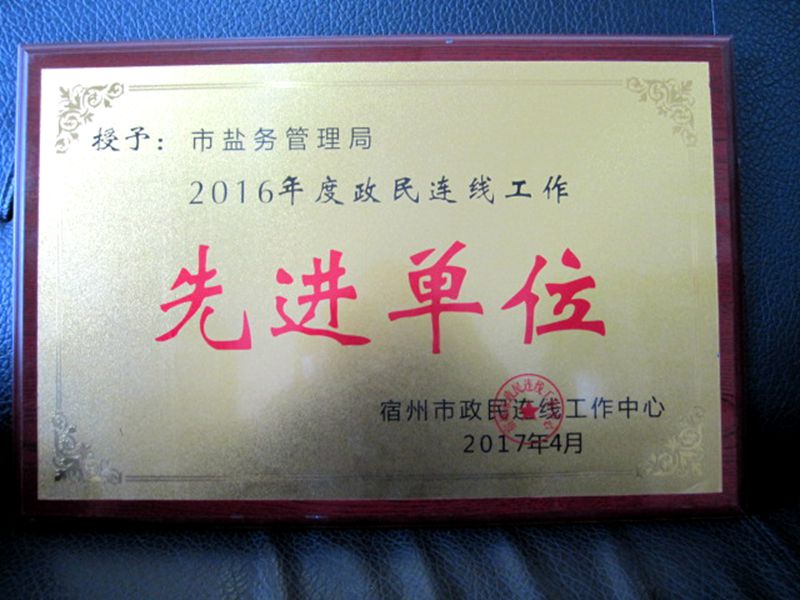 授予：市盐务管理局
2016年度政民连线工作
先进单位
宿州市政民连线工作中心
2017年4月